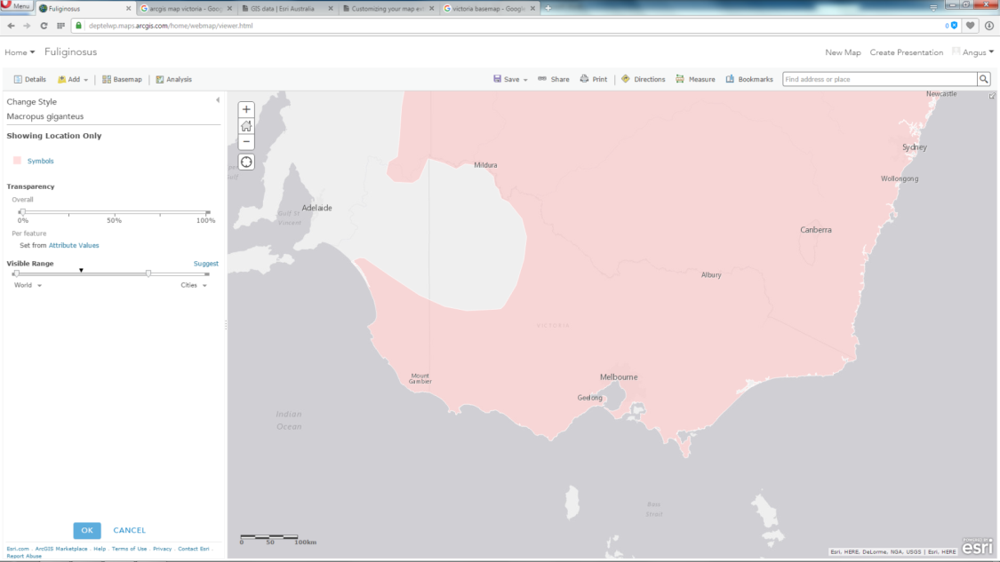 Menu
Fuliginosus
arcgis map victoria - Goog
GIS data | Esri Australia
Customizing your map ex
victoria basemap - Google
deptelwp.maps.arcgis.com/home/webmap/viewer.html
0
Home
Fuliginosus
New Map
Create Presentation
Angus
Details
Add
Basemap
Analysis
Save
Share
Print
Directions
Measure
Bookmarks
Find address or place
Change Style
Macropus giganteus
Showing Location Only
Symbols
Transparency
Overall
0%
50%
100%
Per feature
Set from Attribute Values
Visible Range
Suggest
World
Cities
OK
CANCEL
Esri.com . ArcGIS Marketplace . Help . Terms of Use . Privacy . Contact Esri .
Report Abuse
Newcastle
Sydney
Wollongong
Mildura
Adelaide
Gulf St
Vincent
Canberra
Albury
VICTORIA
Mount
Gambier
Melbourne
Geelong
Indian
Ocean
Bass
Strait
0 50 100km
Esri, HERE, DeLorme, NGA, USGS | Esri, HERE
POWERED BY
esri